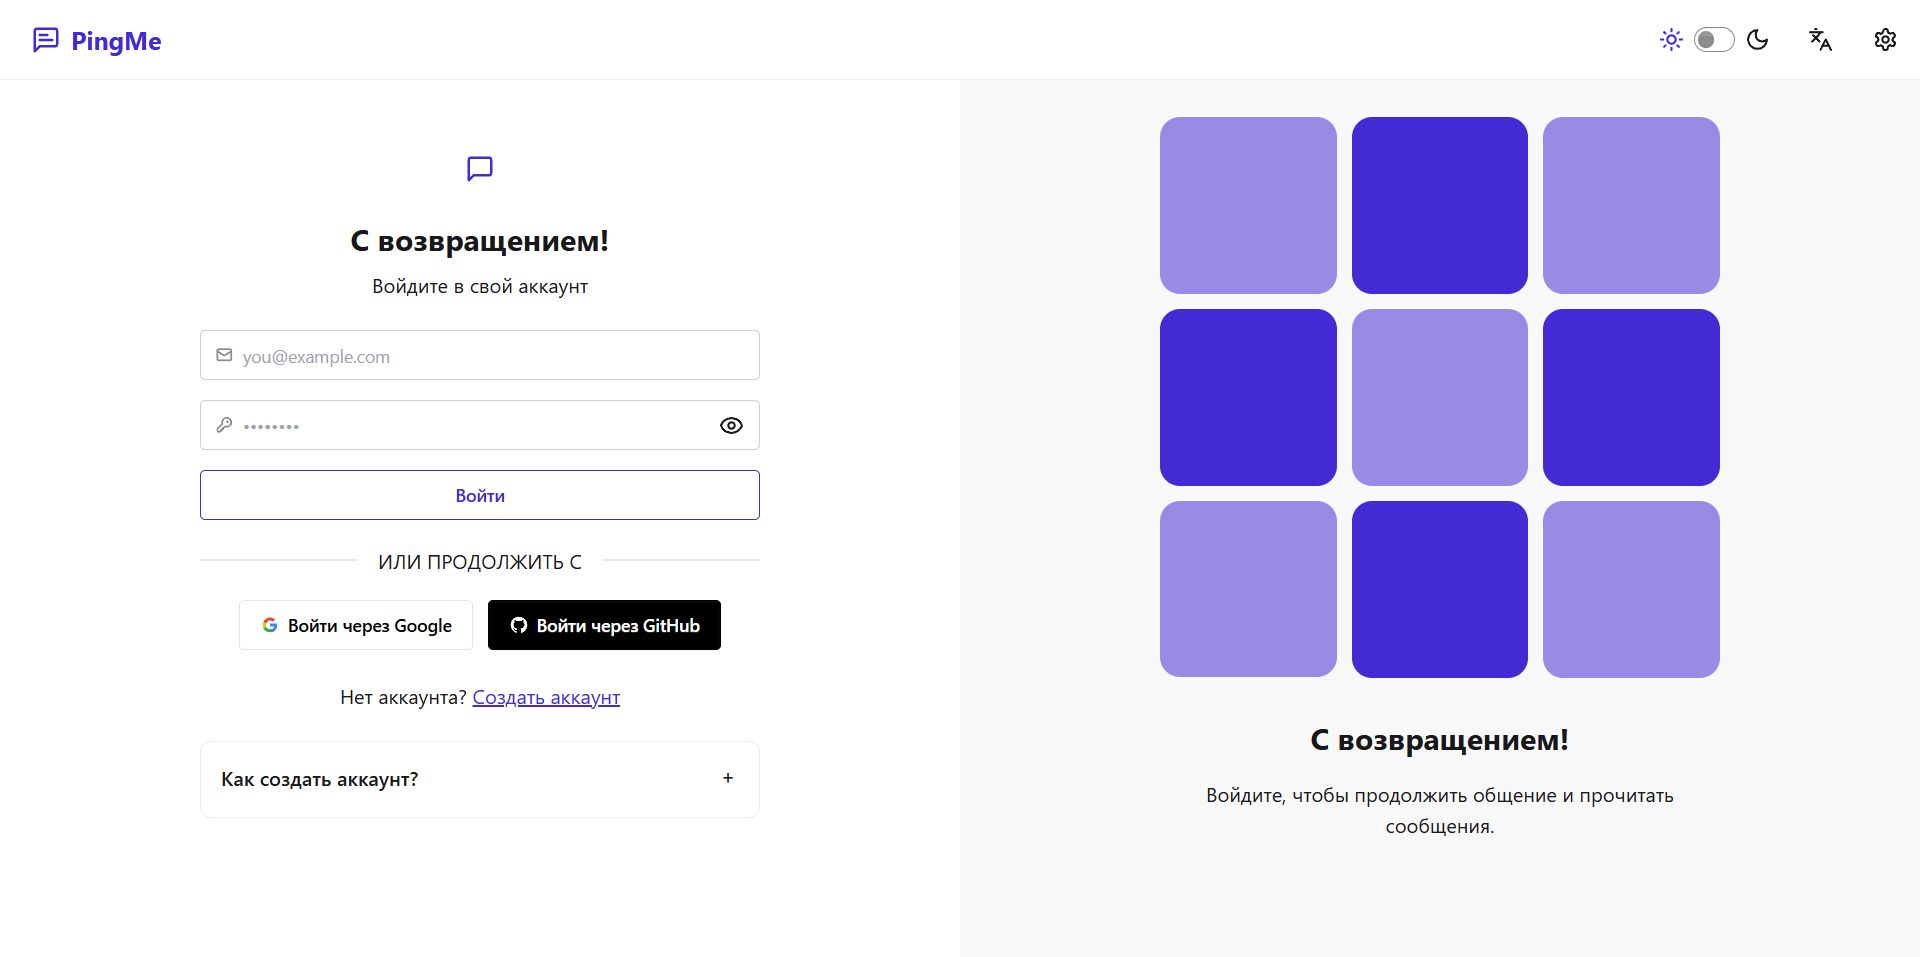 PingMe
С возвращением!
Войдите в свой аккаунт
you@example.com
••••••••
Войти
ИЛИ ПРОДОЛЖИТЬ С
Войти через Google
Войти через GitHub
Нет аккаунта? Создать аккаунт
Как создать аккаунт? +
С возвращением!
Войдите, чтобы продолжить общение и прочитать
сообщения.